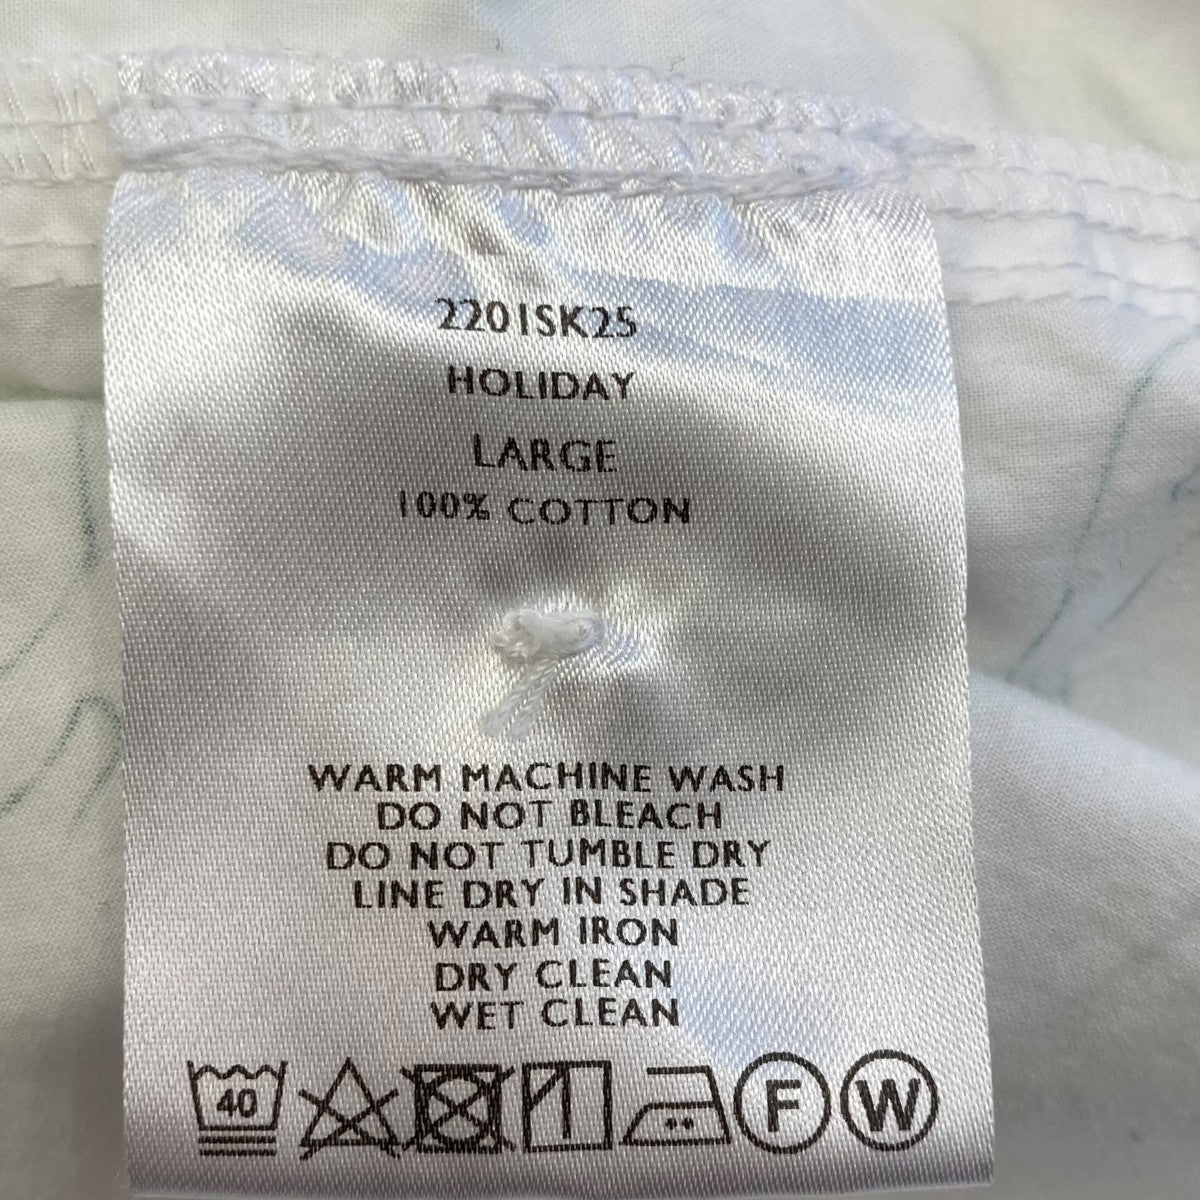 2201SK25
HOLIDAY
LARGE
100% COTTON
WARM MACHINE WASH
DO NOT BLEACH
DO NOT TUMBLE DRY
LINE DRY IN SHADE
WARM IRON
DRY CLEAN
WET CLEAN
40 F W